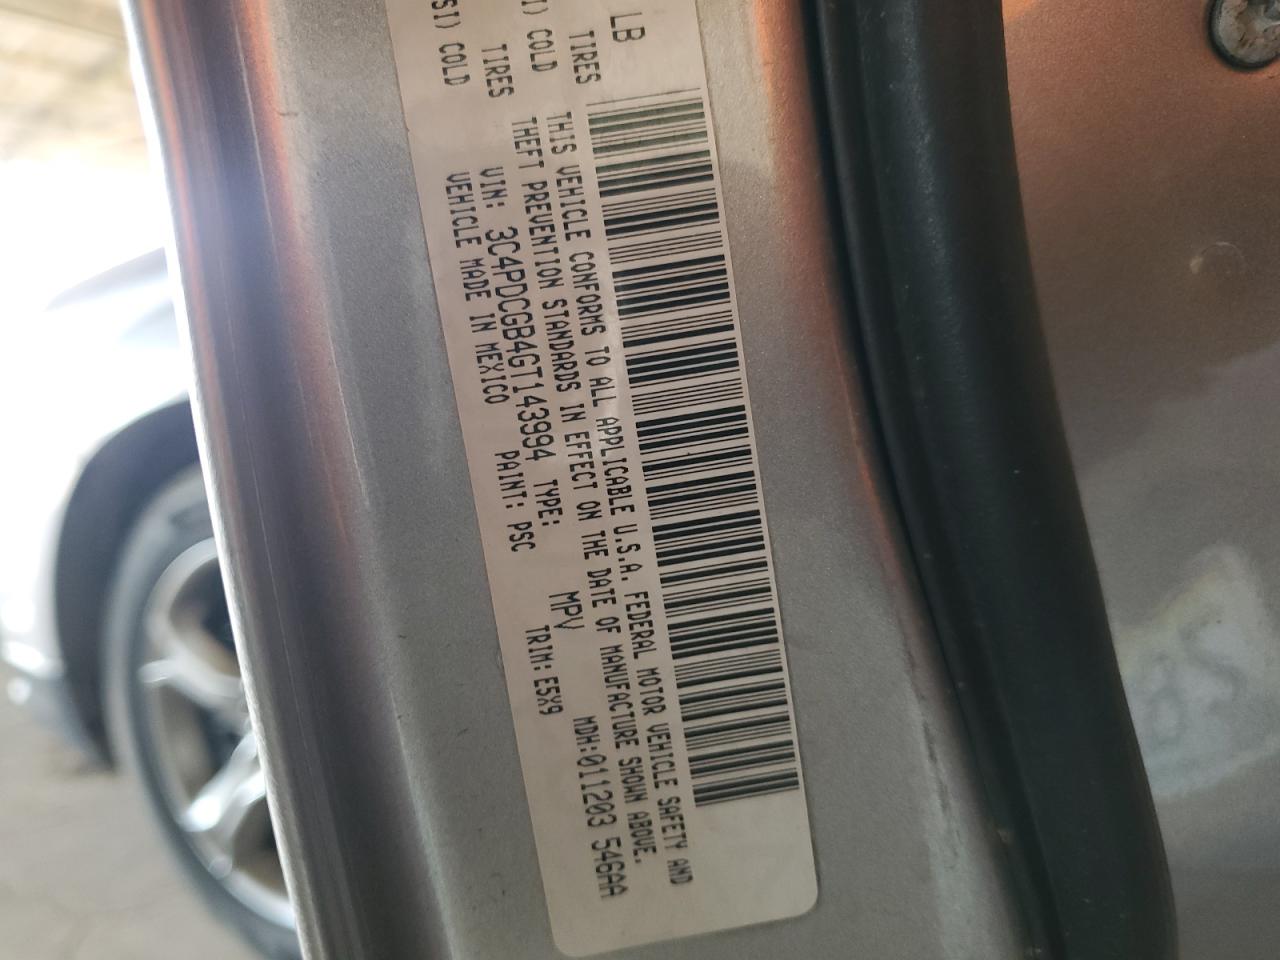 LB
TIRES
I) COLD
TIRES
SI) COLD
THIS VEHICLE CONFORMS TO ALL APPLICABLE U.S.A. FEDERAL MOTOR VEHICLE SAFETY AND
THEFT PREVENTION STANDARDS IN EFFECT ON THE DATE OF MANUFACTURE SHOWN ABOVE.
VIN: 3C4PDCGB4GT143994 TYPE: MPV MDH:011203 546AA
VEHICLE MADE IN MEXICO PAINT: PSC TRIM: E5X9